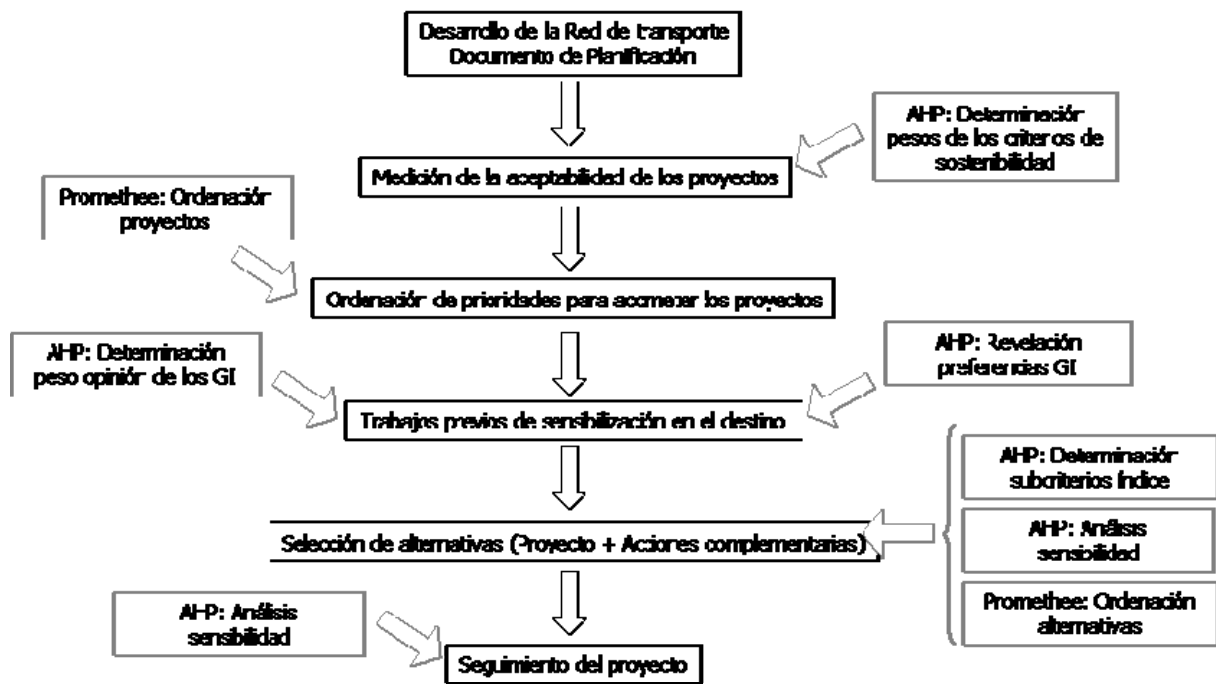 Desarrollo de la Red de transporte
Documento de Planificación
AHP: Determinación
pesos de los criterios de
sostenibilidad
Medición de la aceptabilidad de los proyectos
Promethee: Ordenación
proyectos
Ordenación de prioridades para acometer los proyectos
AHP: Determinación
peso opinión de los GI
AHP: Revelación
preferencias GI
Trabajos previos de sensibilización en el destino
AHP: Determinación
subcriterios índice
Selección de alternativas (Proyecto + Acciones complementarias)
AHP: Análisis
sensibilidad
Promethee: Ordenación
alternativas
AHP: Análisis
sensibilidad
Seguimiento del proyecto